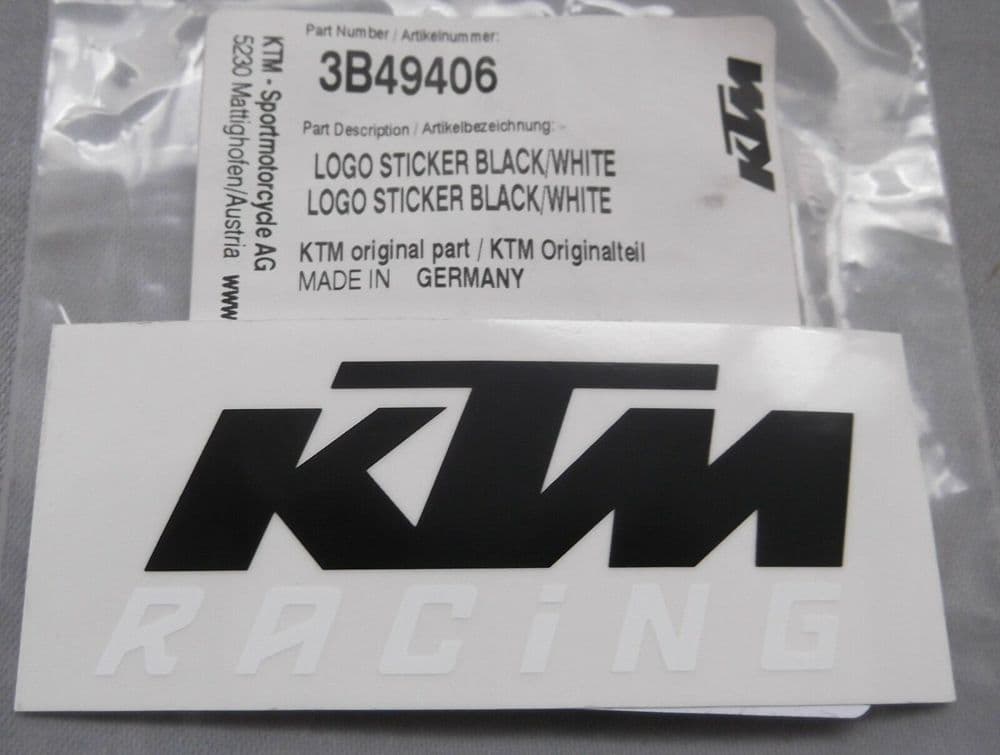 Part Number / Artikelnummer:
3B49406
Part Description / Artikelbezeichnung:
LOGO STICKER BLACK/WHITE
LOGO STICKER BLACK/WHITE
KTM original part / KTM Originalteil
MADE IN GERMANY
KTM - Sportmotorcycle AG
5230 Mattighofen/Austria www
KTM
KTM
RACiNG